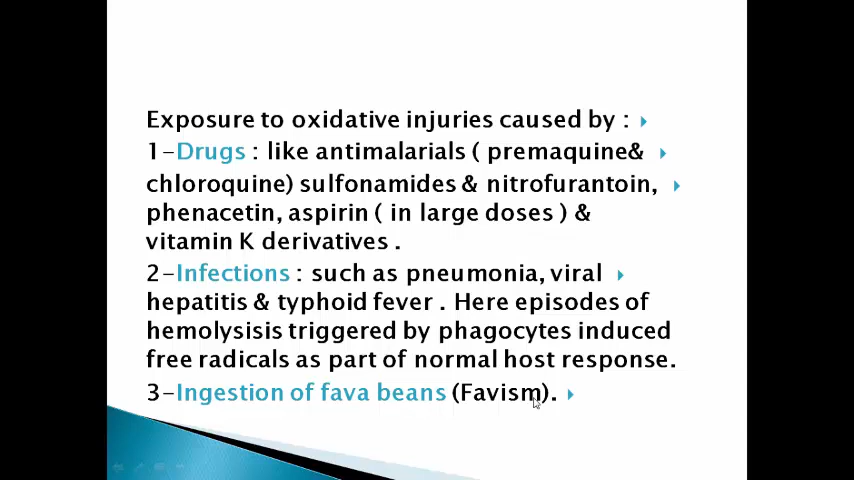 Exposure to oxidative injuries caused by :
1-Drugs : like antimalarials ( premaquine&
chloroquine) sulfonamides & nitrofurantoin,
phenacetin, aspirin ( in large doses ) &
vitamin K derivatives .
2-Infections : such as pneumonia, viral
hepatitis & typhoid fever . Here episodes of
hemolysisis triggered by phagocytes induced
free radicals as part of normal host response.
3-Ingestion of fava beans (Favism).